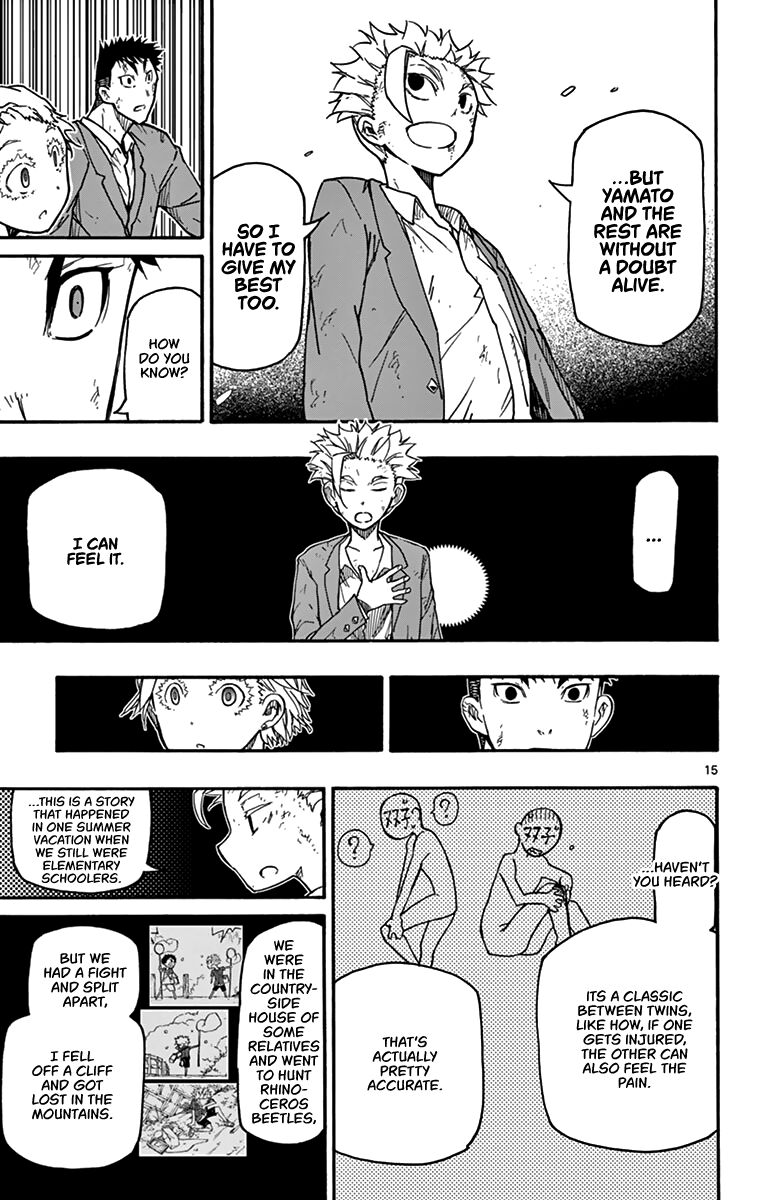 ...BUT
YAMATO
AND THE
REST ARE
WITHOUT
A DOUBT
ALIVE.
SO I
HAVE TO
GIVE MY
BEST
TOO.
HOW
DO YOU
KNOW?
...
I CAN
FEEL IT.
15
...HAVEN'T
YOU HEARD?
ITS A CLASSIC
BETWEEN TWINS,
LIKE HOW, IF ONE
GETS INJURED,
THE OTHER CAN
ALSO FEEL THE
PAIN.
?
?
THAT'S
ACTUALLY
PRETTY
ACCURATE.
...THIS IS A STORY
THAT HAPPENED
IN ONE SUMMER
VACATION WHEN
WE STILL WERE
ELEMENTARY
SCHOOLERS.
WE
WERE
IN THE
COUNTRY-
SIDE
HOUSE OF
SOME
RELATIVES
AND WENT
TO HUNT
RHINO-
CEROS
BEETLES,
BUT WE
HAD A FIGHT
AND SPLIT
APART,
I FELL
OFF A CLIFF
AND GOT
LOST IN THE
MOUNTAINS.